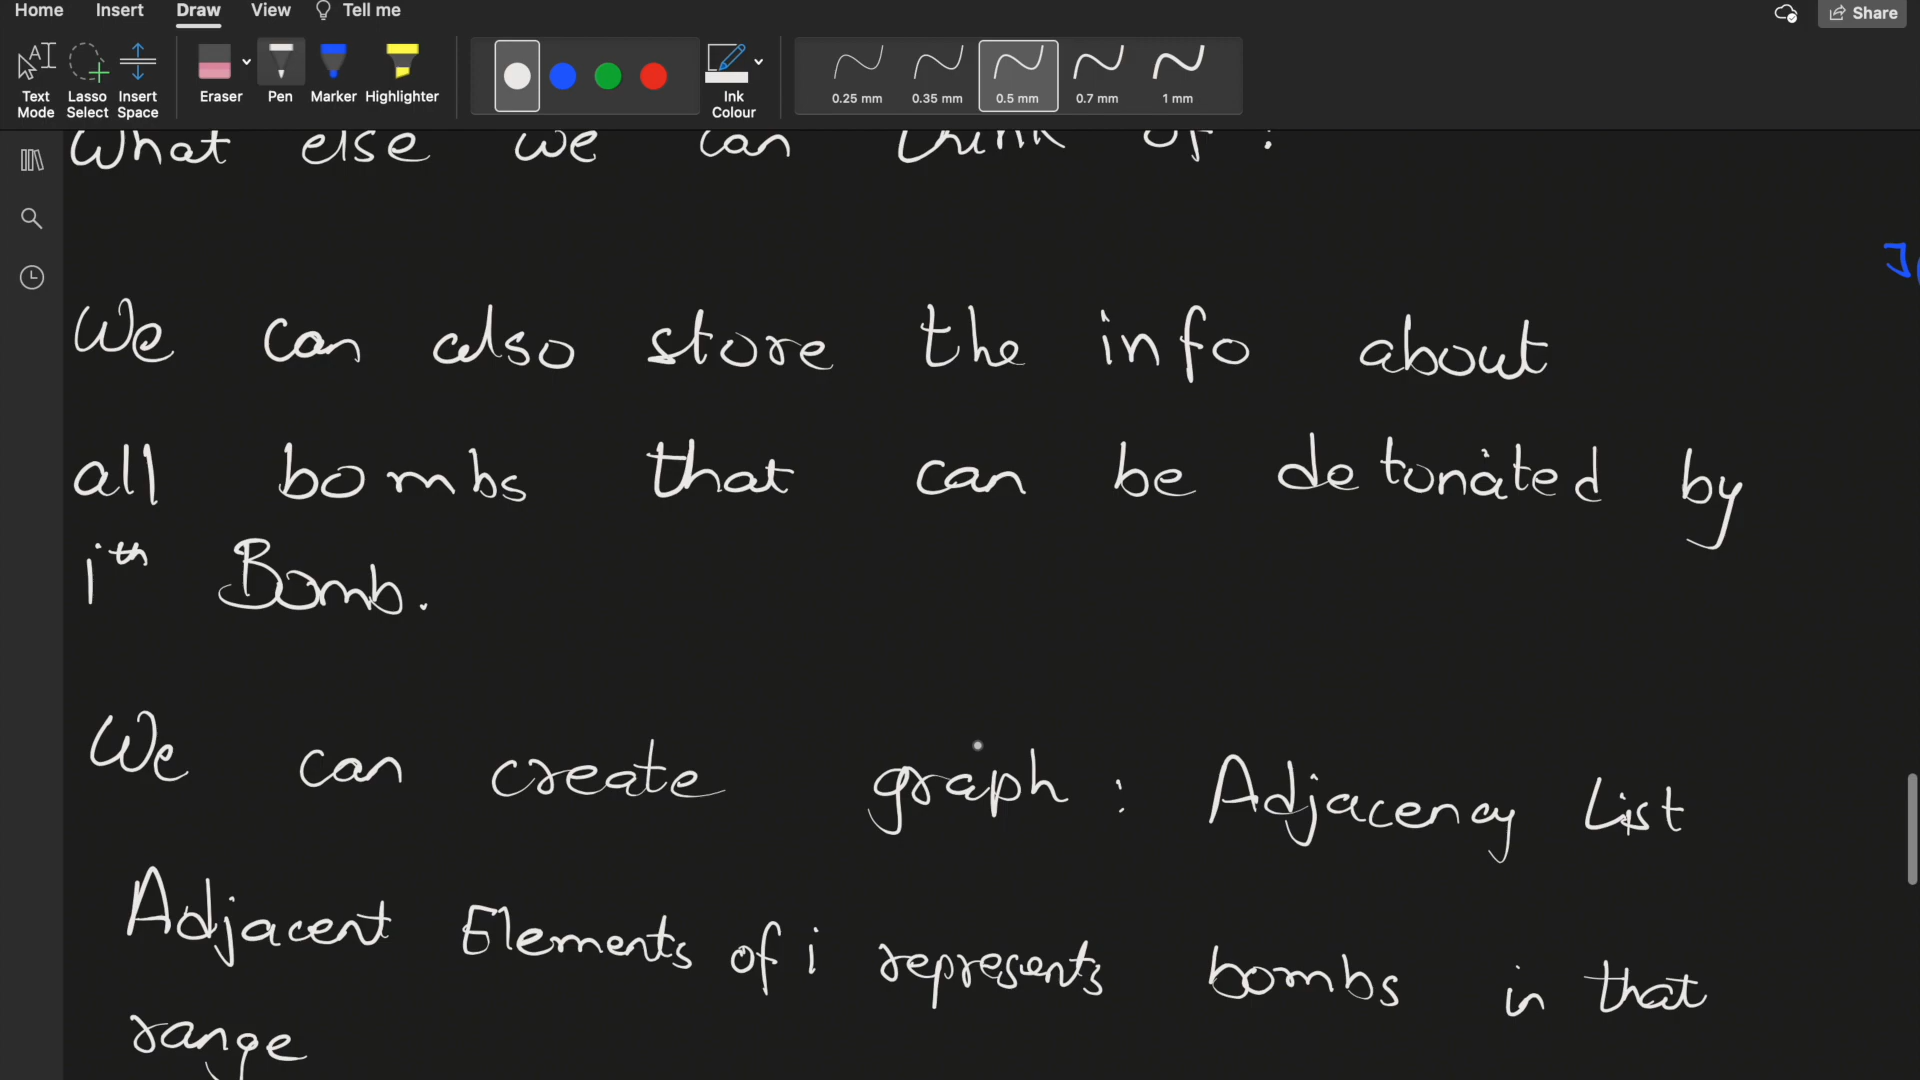 Home Insert Draw View Tell me Share
Text Mode Lasso Select Insert Space Eraser Pen Marker Highlighter Ink Colour 0.25 mm 0.35 mm 0.5 mm 0.7 mm 1 mm
What else we can think of :
We can also store the info about
all bombs that can be detonated by
ith Bomb.
We can create graph : Adjacency List
Adjacent Elements of i represents bombs in that
range